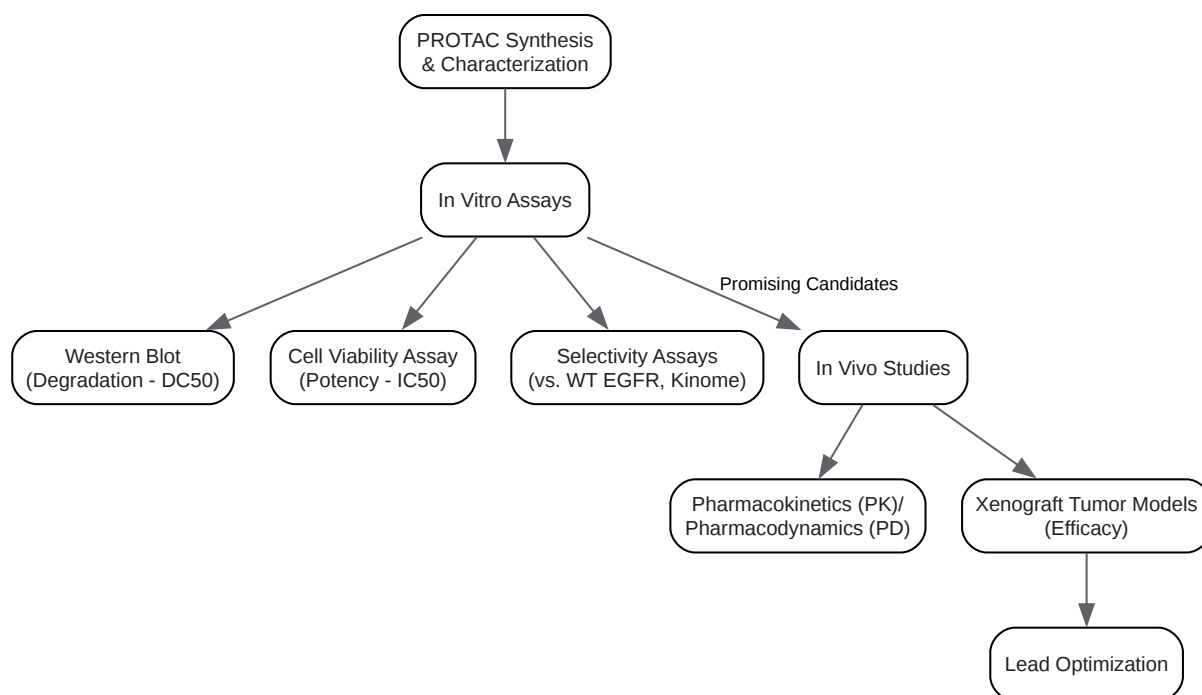 PROTAC Synthesis
& Characterization
In Vitro Assays
Promising Candidates
Western Blot
(Degradation - DC50)
Cell Viability Assay
(Potency - IC50)
Selectivity Assays
(vs. WT EGFR, Kinome)
In Vivo Studies
Pharmacokinetics (PK)/
Pharmacodynamics (PD)
Xenograft Tumor Models
(Efficacy)
Lead Optimization